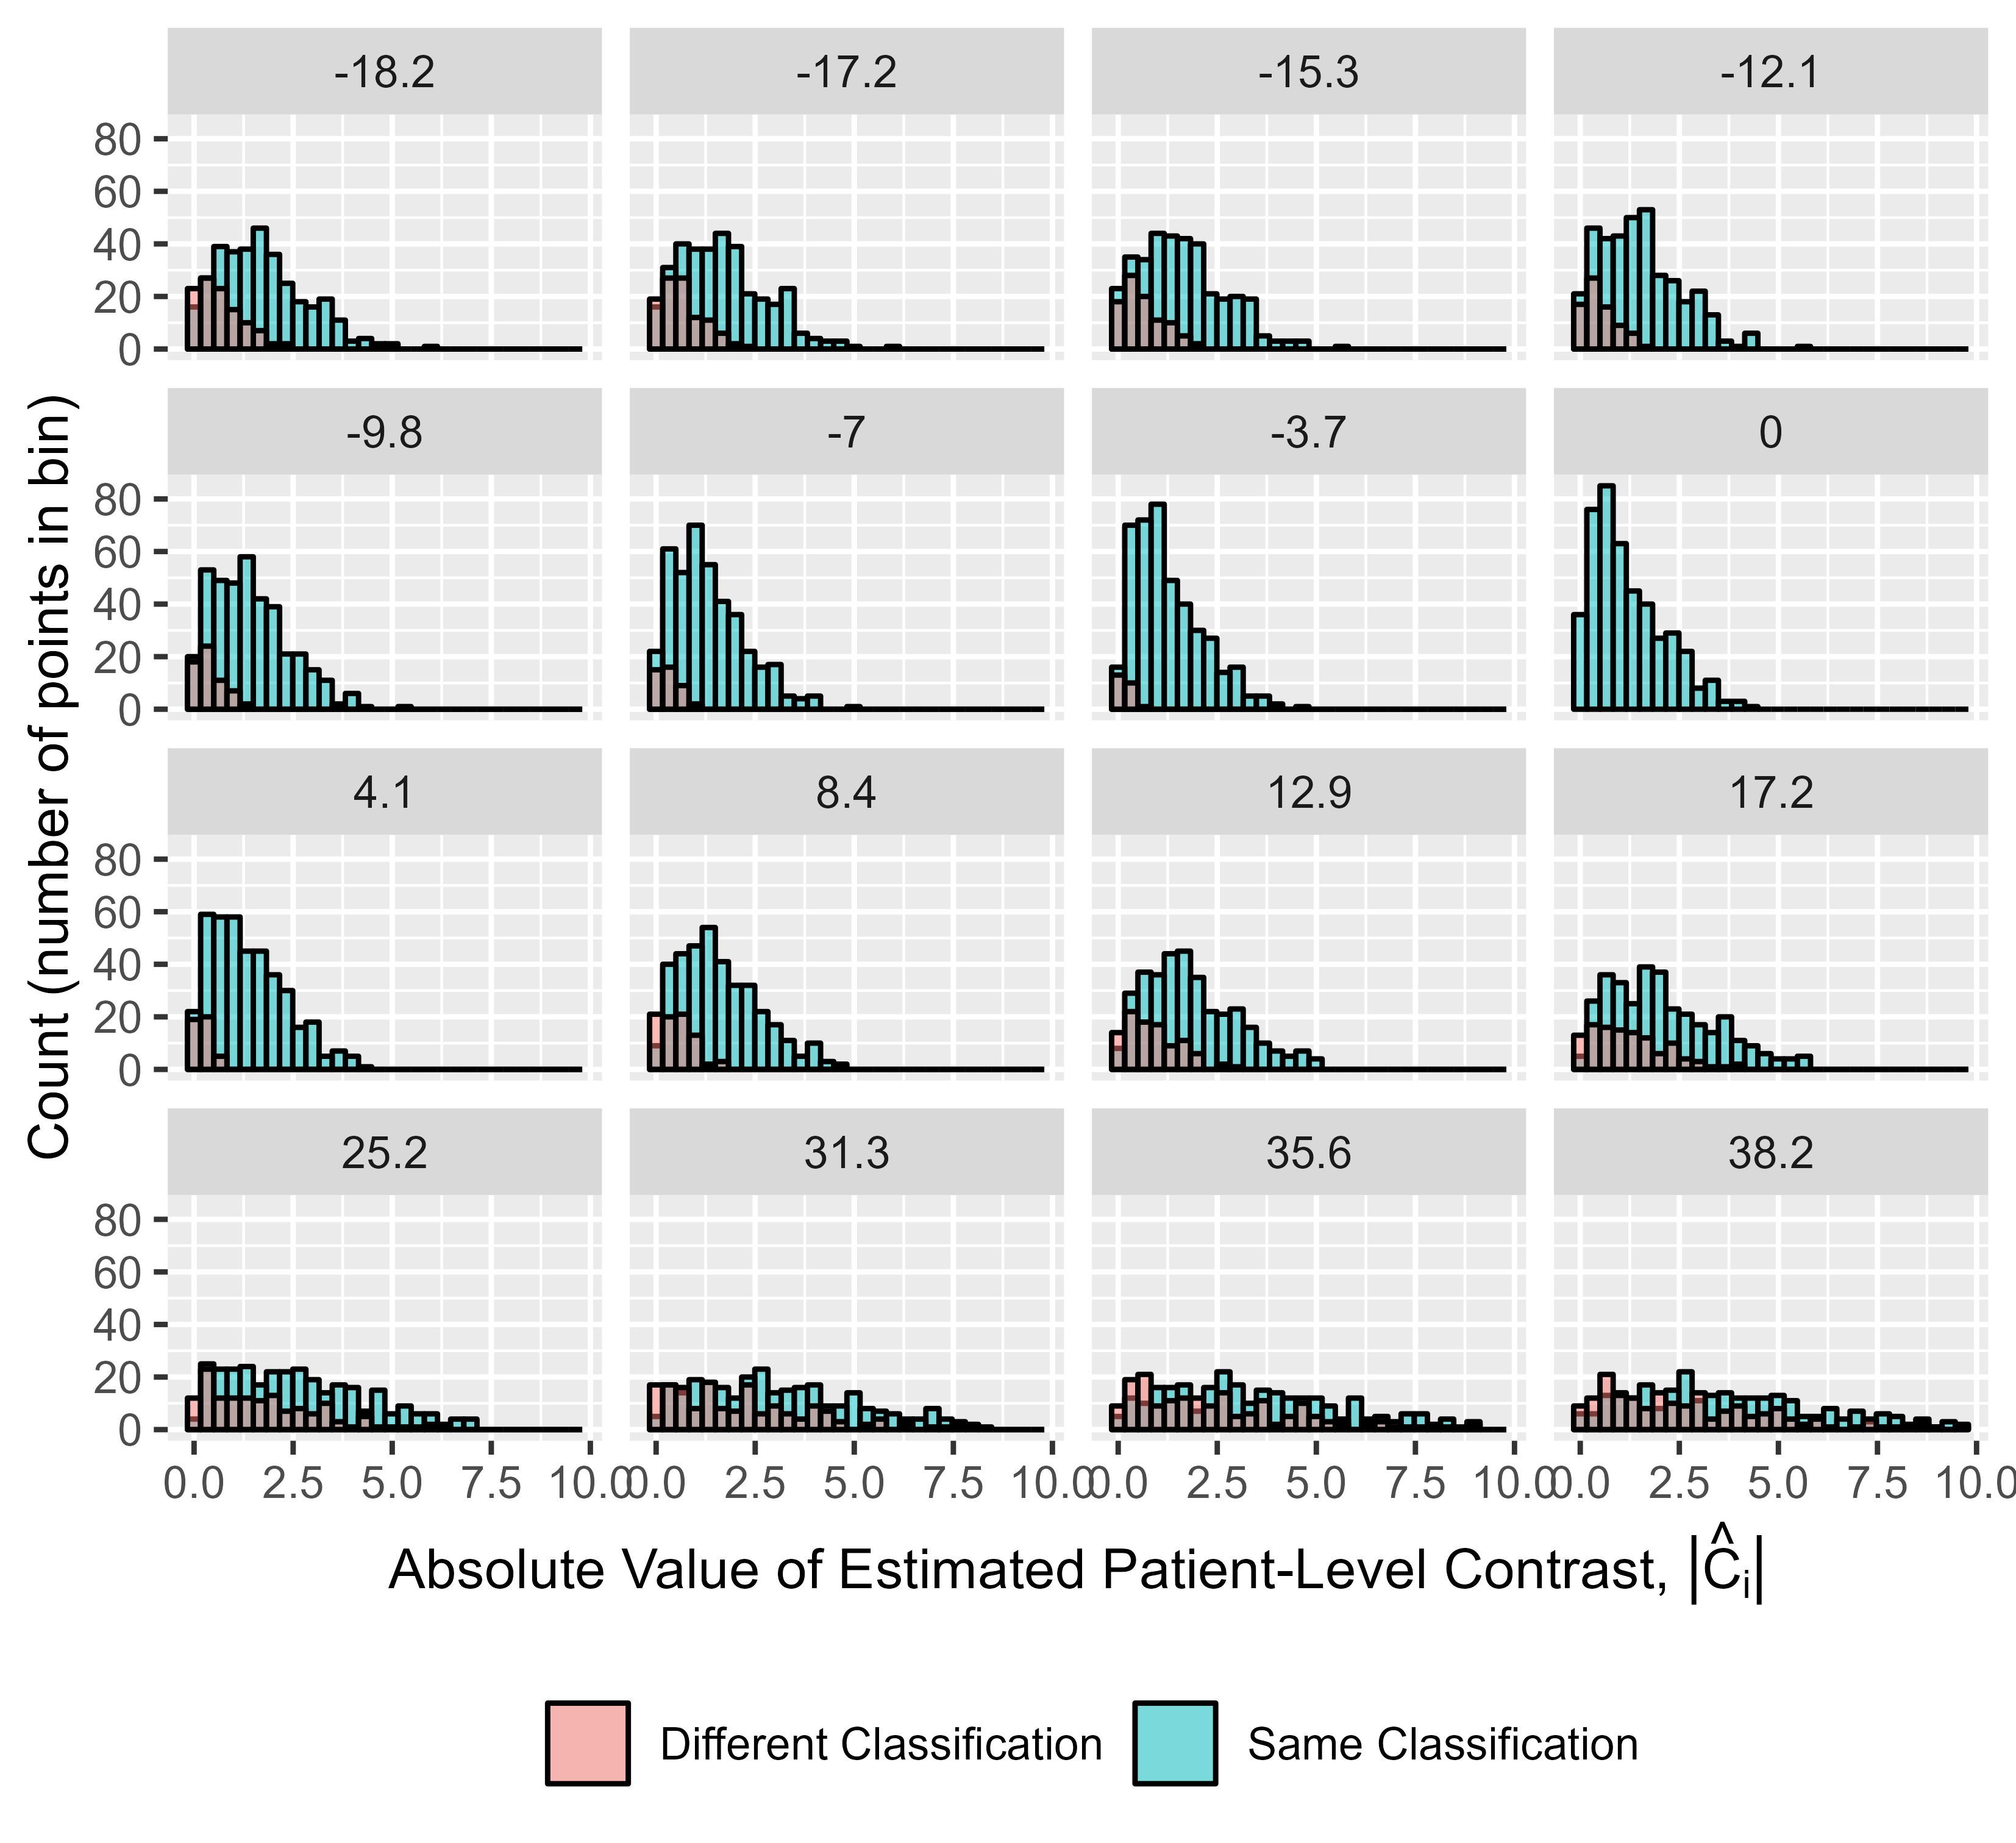 -18.2 -17.2 -15.3 -12.1
80
60
40
20
0
-9.8 -7 -3.7 0
80
60
40
20
0
4.1 8.4 12.9 17.2
80
60
40
20
0
25.2 31.3 35.6 38.2
80
60
40
20
0
0.0 2.5 5.0 7.5 10.0 0.0 2.5 5.0 7.5 10.0 0.0 2.5 5.0 7.5 10.0 0.0 2.5 5.0 7.5 10.0
Count (number of points in bin)
Absolute Value of Estimated Patient-Level Contrast, |Ĉᵢ|
Different Classification Same Classification